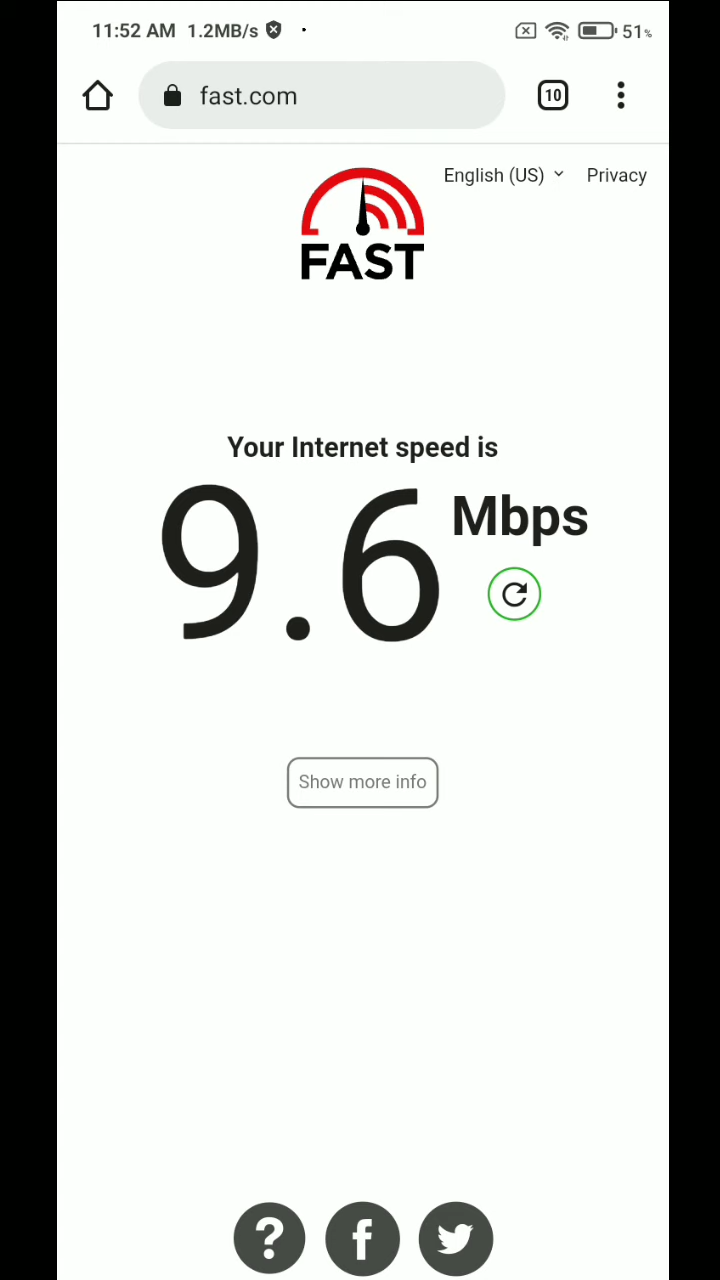 11:52 AM 1.2MB/s 51%
fast.com 10
English (US) Privacy
FAST
Your Internet speed is
9.6 Mbps
Show more info